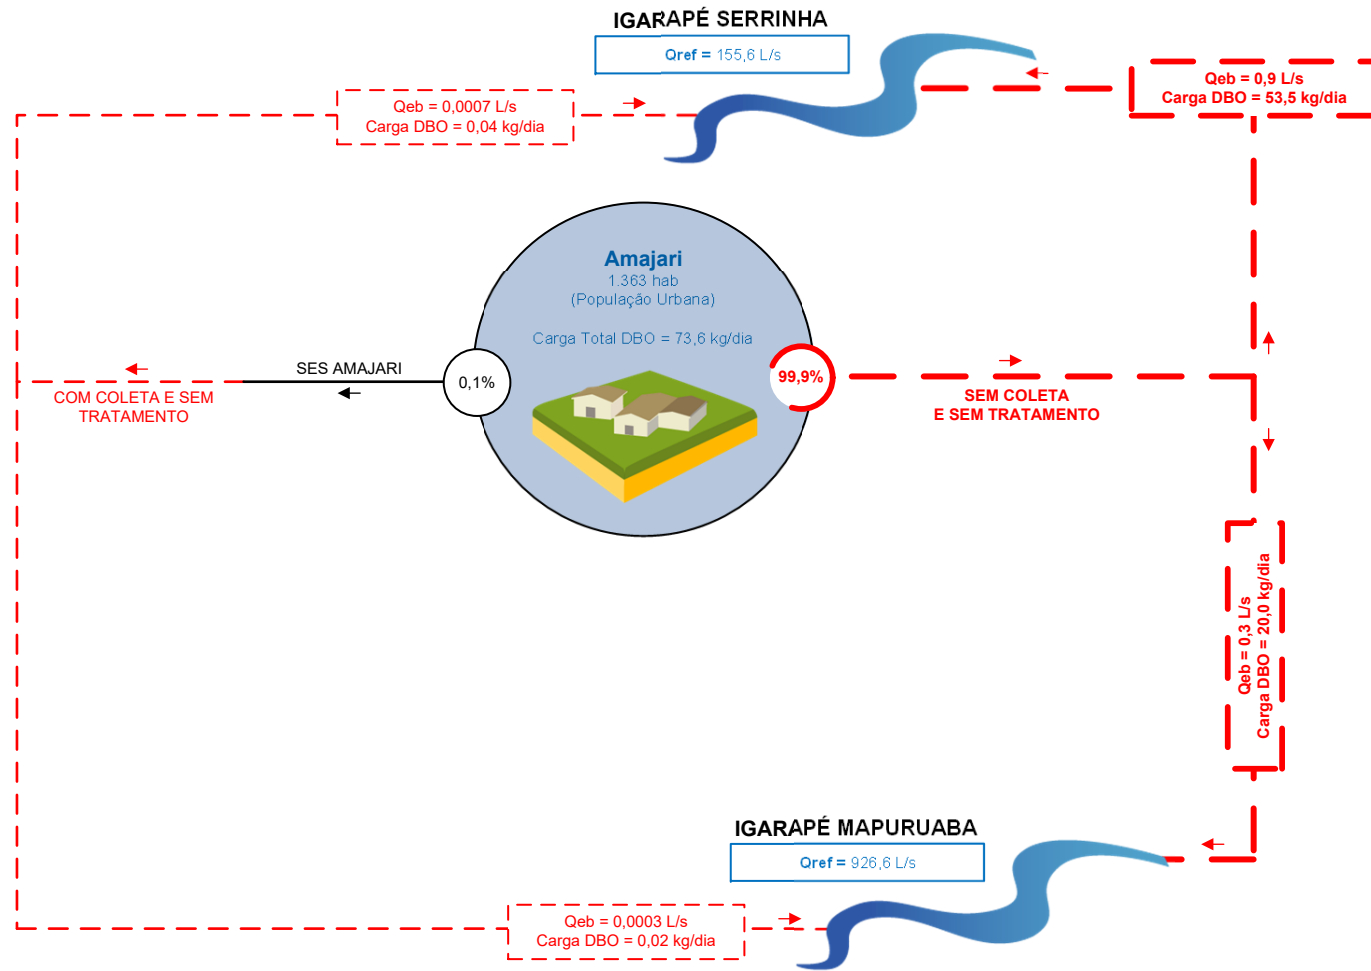 IGARAPÉ SERRINHA
Qref = 155,6 L/s
Qeb = 0,9 L/s
Carga DBO = 53,5 kg/dia
Qeb = 0,0007 L/s
Carga DBO = 0,04 kg/dia
Amajari
1.363 hab
(População Urbana)
Carga Total DBO = 73,6 kg/dia
SES AMAJARI
0,1%
99,9%
COM COLETA E SEM
TRATAMENTO
SEM COLETA
E SEM TRATAMENTO
Qeb = 0,3 L/s
Carga DBO = 20,0 kg/dia
IGARAPÉ MAPURUABA
Qref = 926,6 L/s
Qeb = 0,0003 L/s
Carga DBO = 0,02 kg/dia